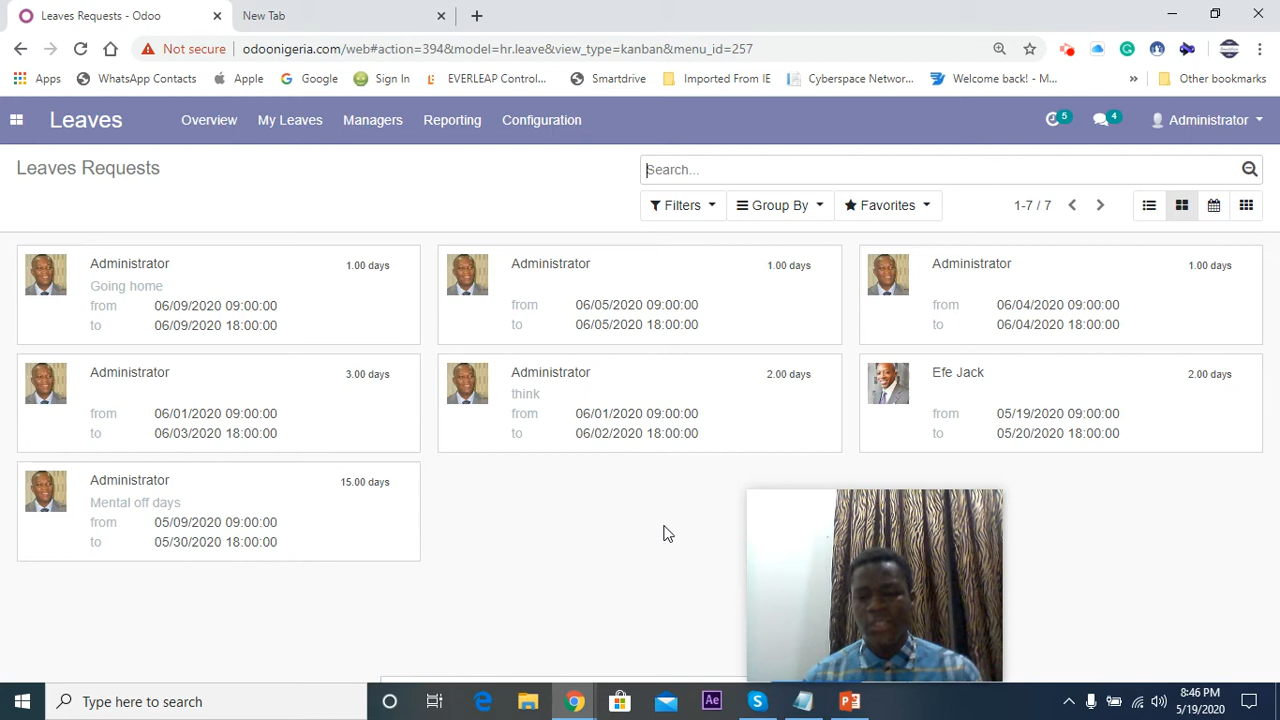 Leaves Requests - Odoo
New Tab
Not secure odoonigeria.com/web#action=394&model=hr.leave&view_type=kanban&menu_id=257
Apps WhatsApp Contacts Apple Google Sign In EVERLEAP Control... Smartdrive Imported From IE Cyberspace Networ... Welcome back! - M... » Other bookmarks
Leaves Overview My Leaves Managers Reporting Configuration 5 4 Administrator
Leaves Requests
Search...
Filters Group By Favorites 1-7 / 7
Administrator 1.00 days
Going home
from 06/09/2020 09:00:00
to 06/09/2020 18:00:00
Administrator 1.00 days
from 06/05/2020 09:00:00
to 06/05/2020 18:00:00
Administrator 1.00 days
from 06/04/2020 09:00:00
to 06/04/2020 18:00:00
Administrator 3.00 days
from 06/01/2020 09:00:00
to 06/03/2020 18:00:00
Administrator 2.00 days
think
from 06/01/2020 09:00:00
to 06/02/2020 18:00:00
Efe Jack 2.00 days
from 05/19/2020 09:00:00
to 05/20/2020 18:00:00
Administrator 15.00 days
Mental off days
from 05/09/2020 09:00:00
to 05/30/2020 18:00:00
Type here to search
Ae
8:46 PM
5/19/2020